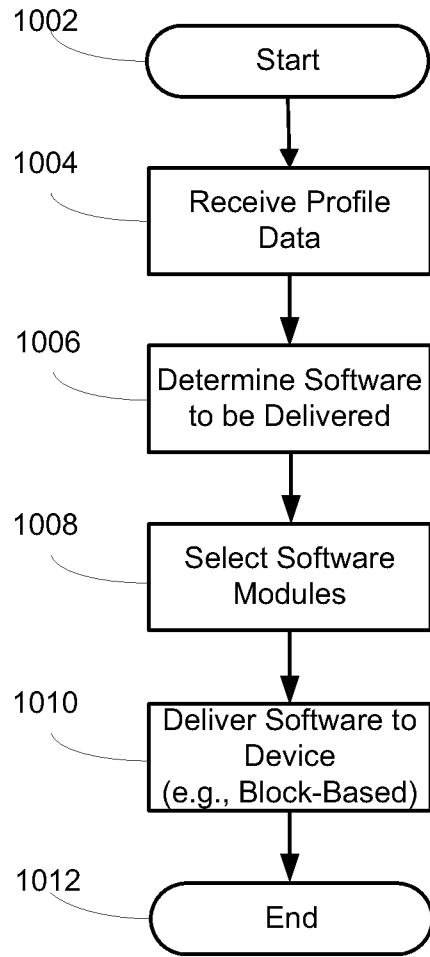 1002
Start
1004
Receive Profile
Data
1006
Determine Software
to be Delivered
1008
Select Software
Modules
1010
Deliver Software to
Device
(e.g., Block-Based)
1012
End